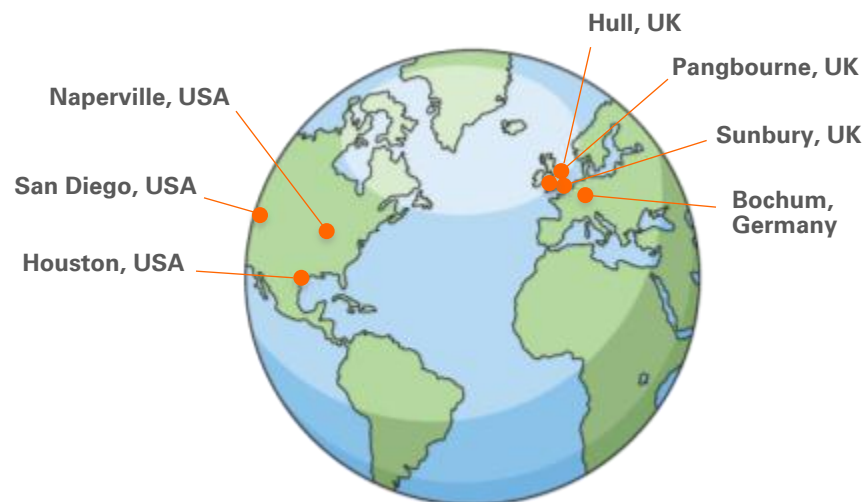 Hull, UK
Pangbourne, UK
Naperville, USA
Sunbury, UK
San Diego, USA
Bochum,
Germany
Houston, USA